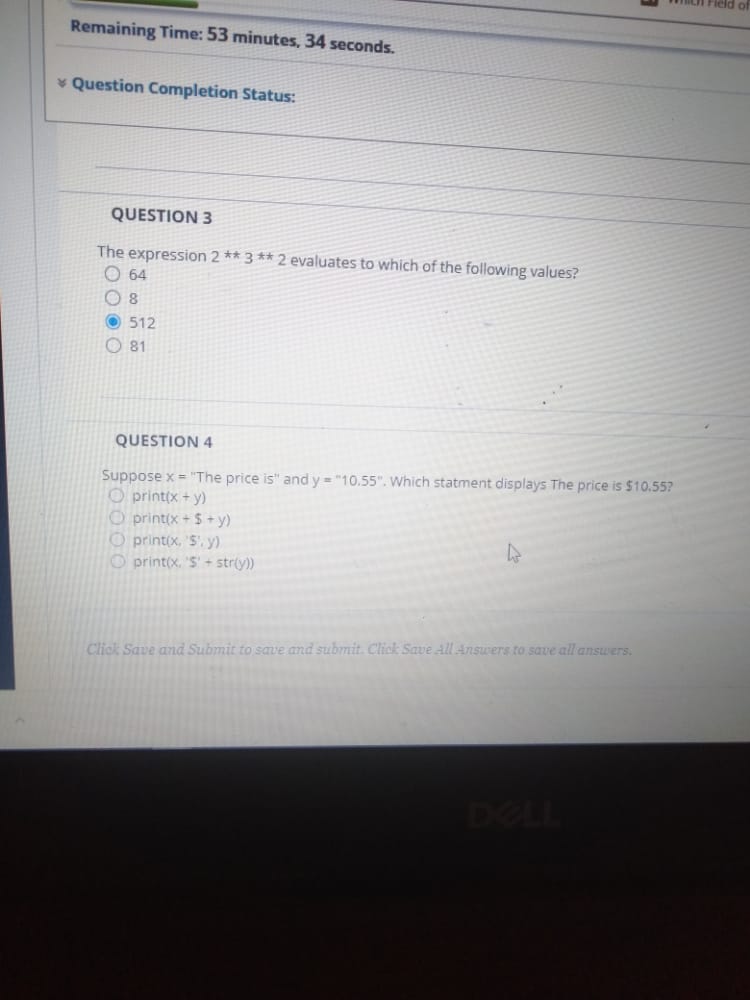 Field of
Remaining Time: 53 minutes, 34 seconds.
Question Completion Status:
QUESTION 3
The expression 2 ** 3 ** 2 evaluates to which of the following values?
64
8
512
81
QUESTION 4
Suppose x = "The price is" and y = "10.55". Which statment displays The price is $10.55?
print(x + y)
print(x + $ + y)
print(x, '$', y)
print(x, '$' + str(y))
Click Save and Submit to save and submit. Click Save All Answers to save all answers.
DELL